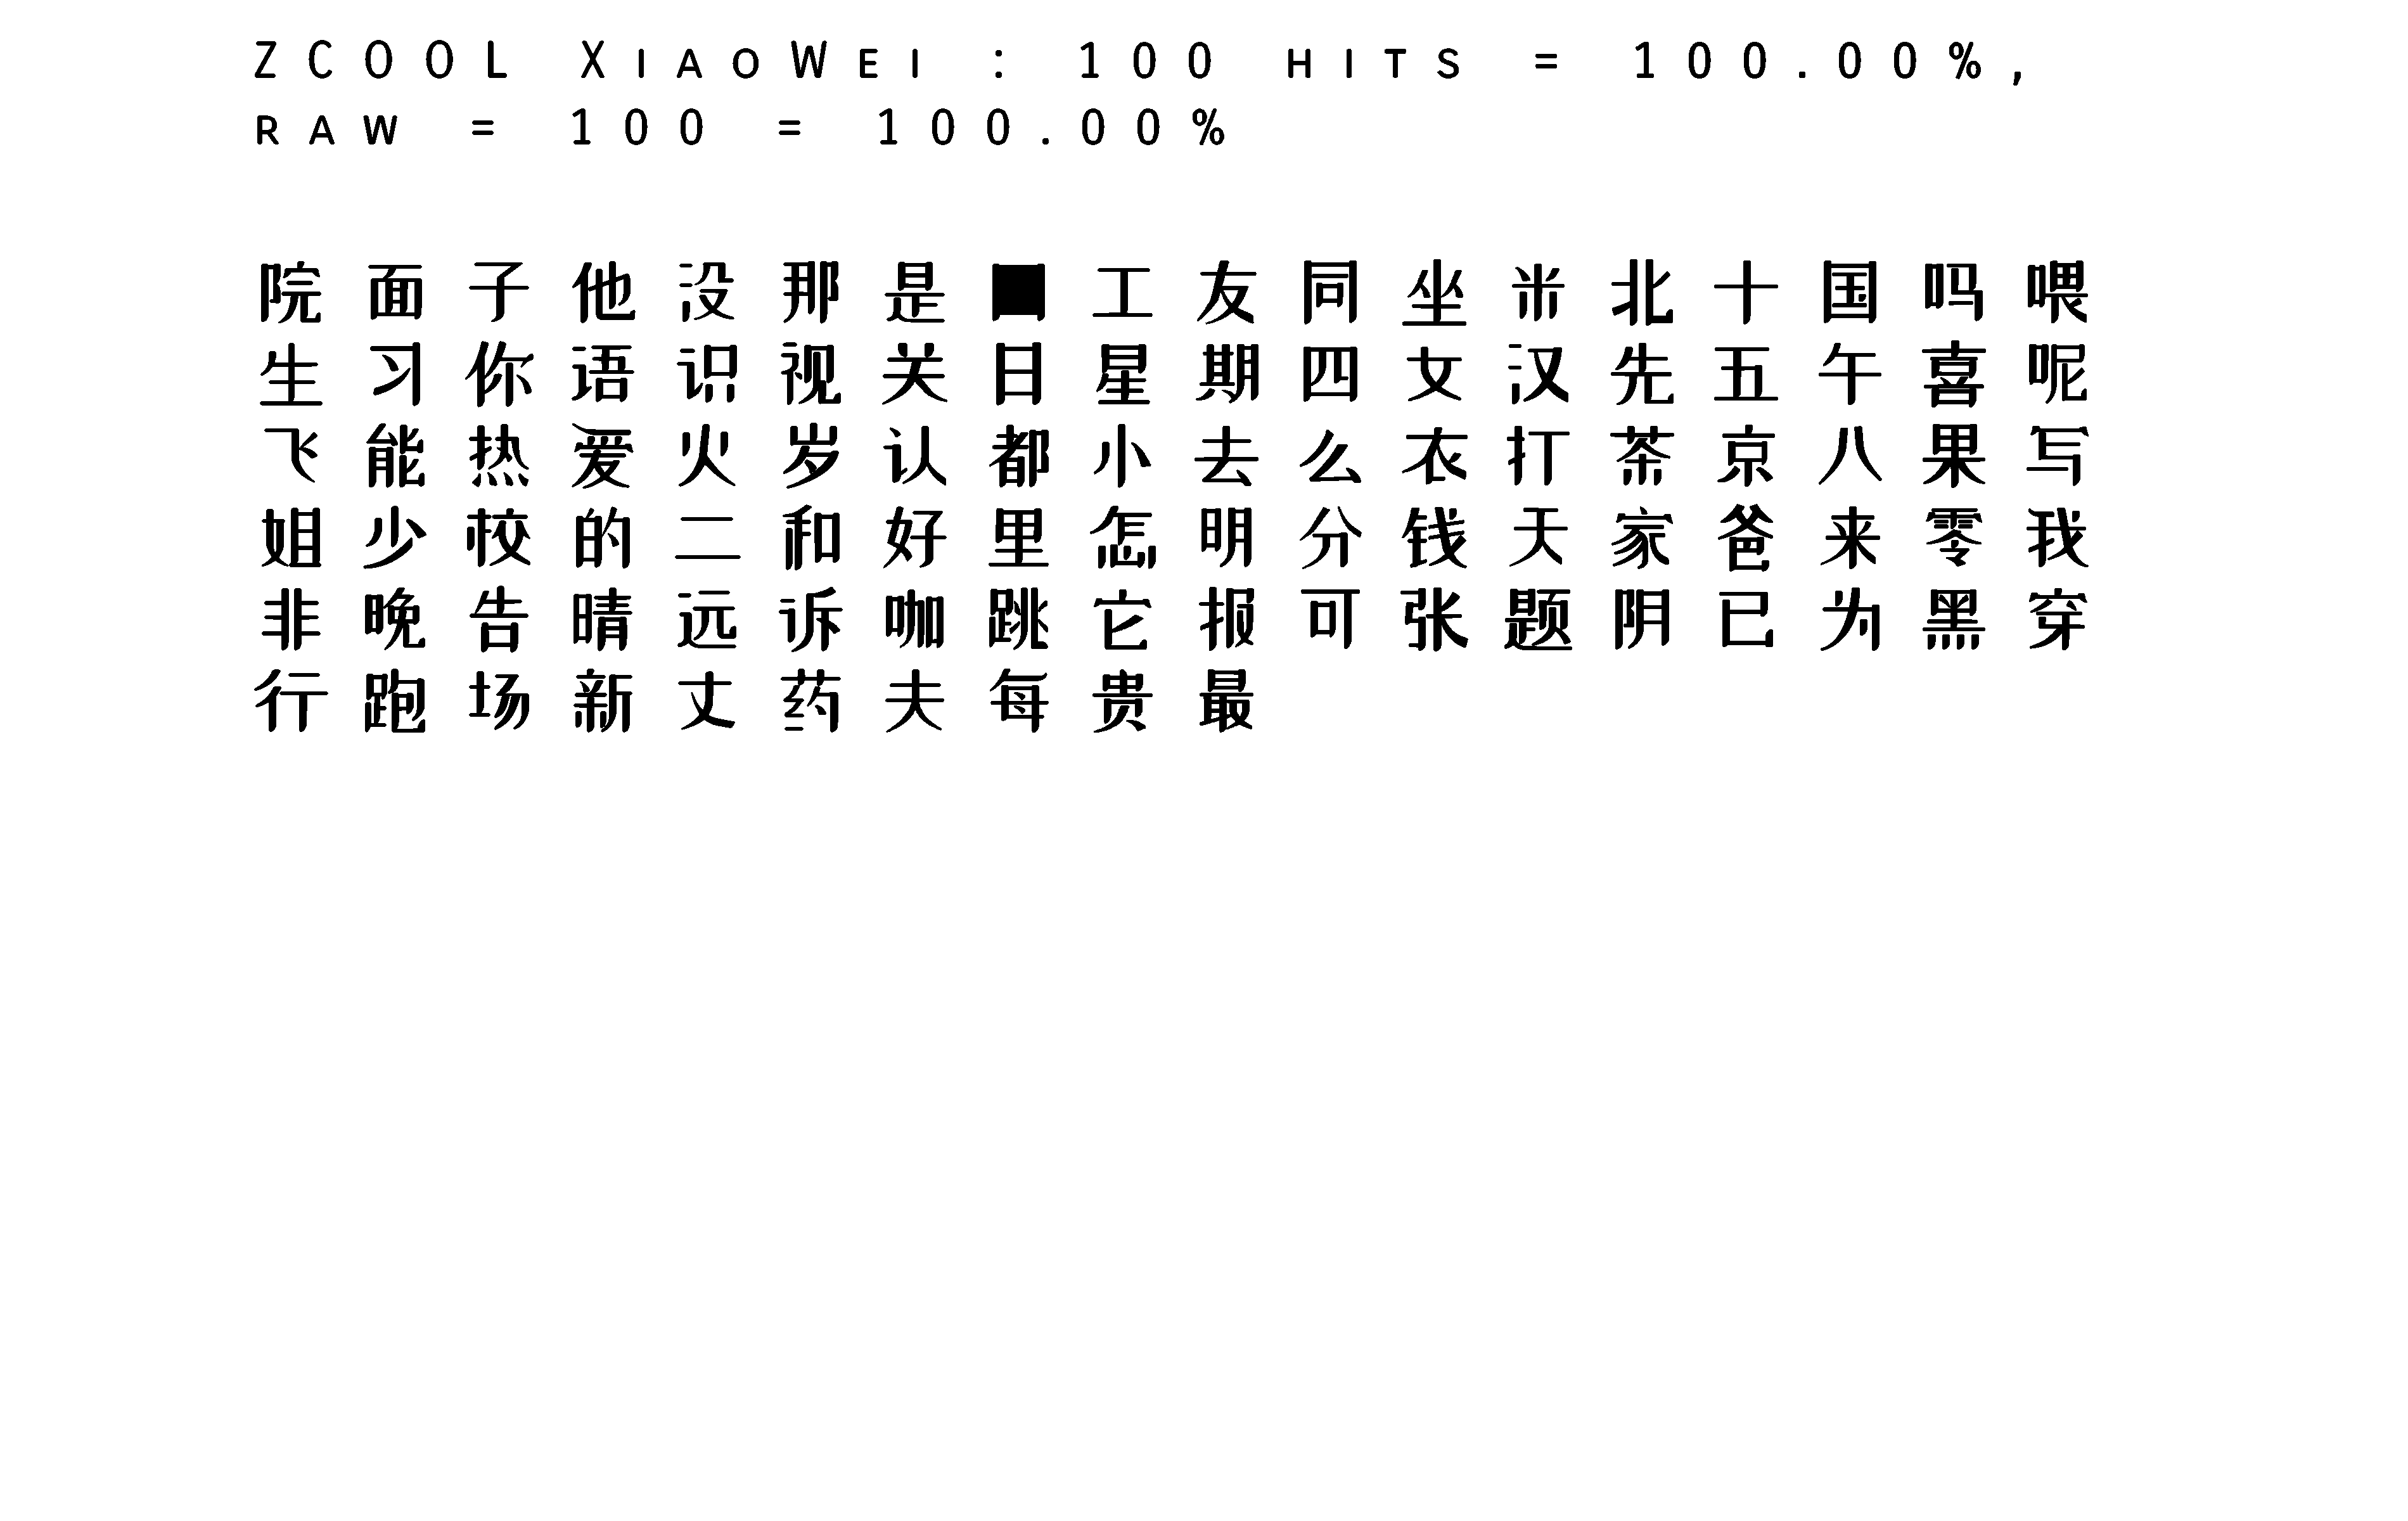 ZCOOL XiaoWei : 100 hits = 100.00%,
raw = 100 = 100.00%
院面子他没那是■工友同坐米北十国吗喂
生习你语识视关日星期四女汉先五午喜呢
飞能热爱火岁认都小去么衣打茶京八果写
姐少校的二和好里怎明分钱天家爸来零我
非晚告晴远诉咖跳它报可张题阴已为黑穿
行跑场新丈药夫每贵最